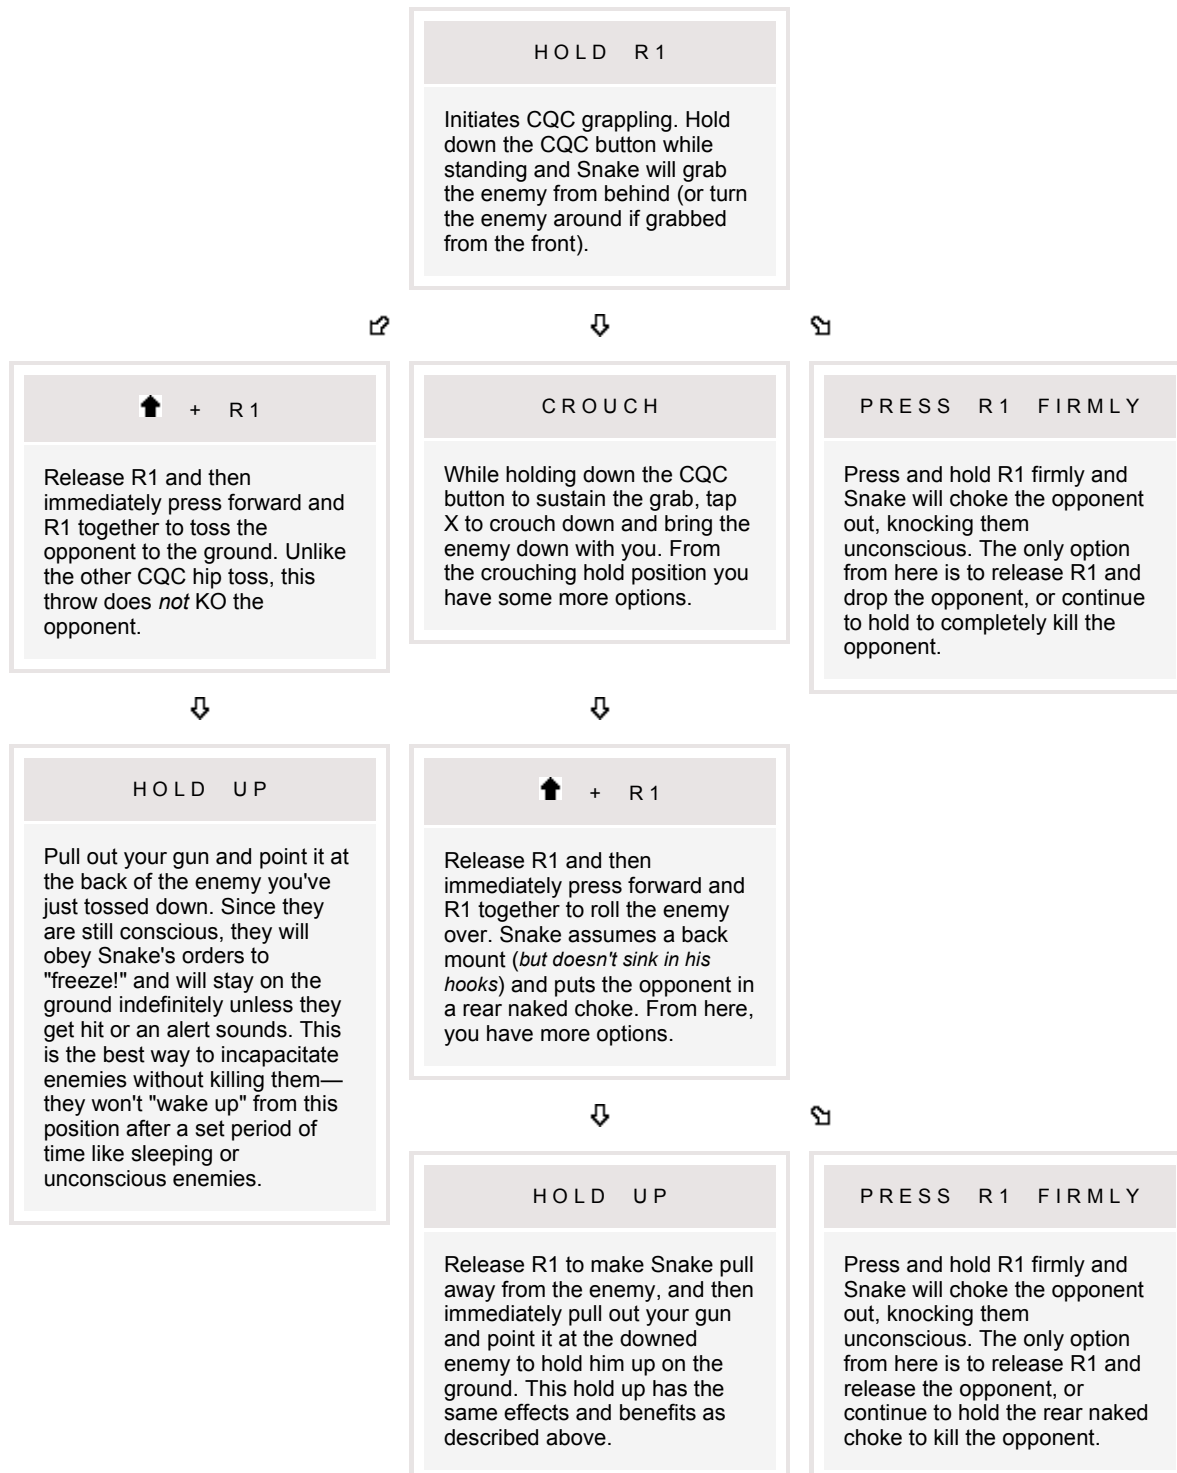 HOLD R1
Initiates CQC grappling. Hold
down the CQC button while
standing and Snake will grab
the enemy from behind (or turn
the enemy around if grabbed
from the front).
⬆ + R1
Release R1 and then
immediately press forward and
R1 together to toss the
opponent to the ground. Unlike
the other CQC hip toss, this
throw does not KO the
opponent.
CROUCH
While holding down the CQC
button to sustain the grab, tap
X to crouch down and bring the
enemy down with you. From
the crouching hold position you
have some more options.
PRESS R1 FIRMLY
Press and hold R1 firmly and
Snake will choke the opponent
out, knocking them
unconscious. The only option
from here is to release R1 and
drop the opponent, or continue
to hold to completely kill the
opponent.
HOLD UP
Pull out your gun and point it at
the back of the enemy you've
just tossed down. Since they
are still conscious, they will
obey Snake's orders to
"freeze!" and will stay on the
ground indefinitely unless they
get hit or an alert sounds. This
is the best way to incapacitate
enemies without killing them—
they won't "wake up" from this
position after a set period of
time like sleeping or
unconscious enemies.
⬆ + R1
Release R1 and then
immediately press forward and
R1 together to roll the enemy
over. Snake assumes a back
mount (but doesn't sink in his
hooks) and puts the opponent in
a rear naked choke. From here,
you have more options.
HOLD UP
Release R1 to make Snake pull
away from the enemy, and then
immediately pull out your gun
and point it at the downed
enemy to hold him up on the
ground. This hold up has the
same effects and benefits as
described above.
PRESS R1 FIRMLY
Press and hold R1 firmly and
Snake will choke the opponent
out, knocking them
unconscious. The only option
from here is to release R1 and
release the opponent, or
continue to hold the rear naked
choke to kill the opponent.